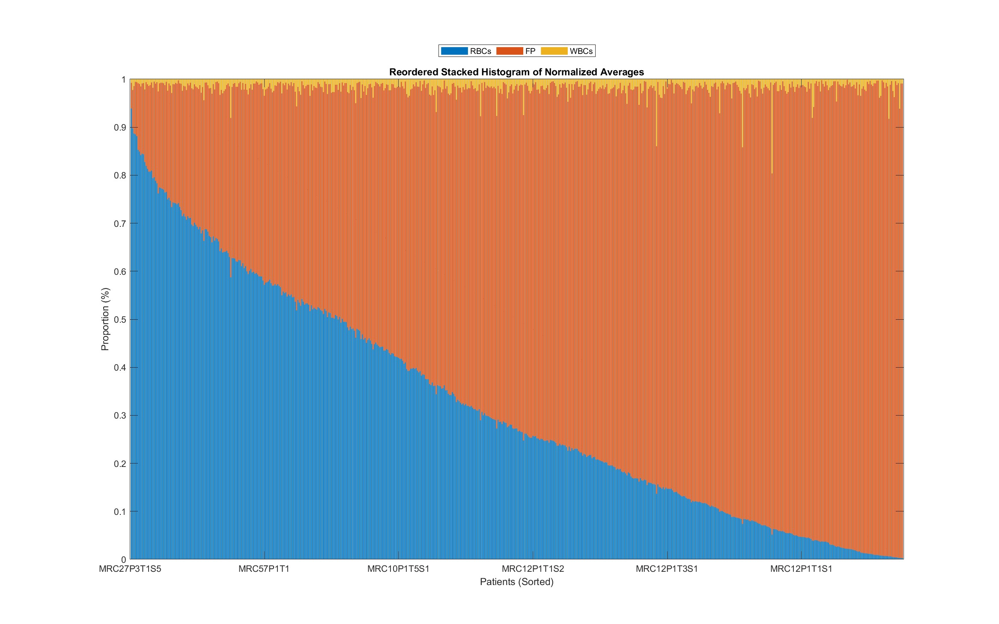 RBCs FP WBCs
Reordered Stacked Histogram of Normalized Averages
1
0.9
0.8
0.7
0.6
0.5
0.4
0.3
0.2
0.1
0
Proportion (%)
MRC27P3T1S5 MRC57P1T1 MRC10P1T5S1 MRC12P1T1S2 MRC12P1T3S1 MRC12P1T1S1
Patients (Sorted)